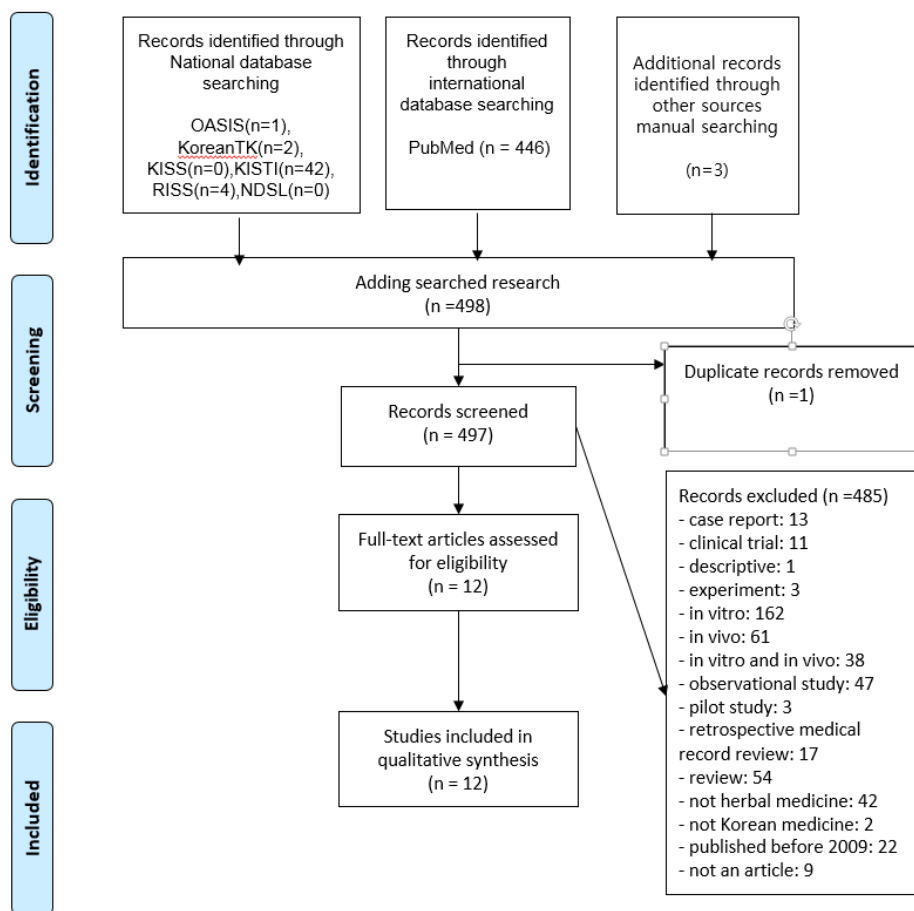 Identification
Records identified through
National database
searching
OASIS(n=1),
KoreanTK(n=2),
KISS(n=0),KISTI(n=42),
RISS(n=4),NDSL(n=0)
Records identified
through
international
database searching
PubMed (n = 446)
Additional records
identified through
other sources
manual searching
(n=3)
Screening
Adding searched research
(n =498)
Duplicate records removed
(n =1)
Records screened
(n = 497)
Records excluded (n =485)
- case report: 13
- clinical trial: 11
- descriptive: 1
- experiment: 3
- in vitro: 162
- in vivo: 61
- in vitro and in vivo: 38
- observational study: 47
- pilot study: 3
- retrospective medical
record review: 17
- review: 54
- not herbal medicine: 42
- not Korean medicine: 2
- published before 2009: 22
- not an article: 9
Eligibility
Full-text articles assessed
for eligibility
(n = 12)
Included
Studies included in
qualitative synthesis
(n = 12)